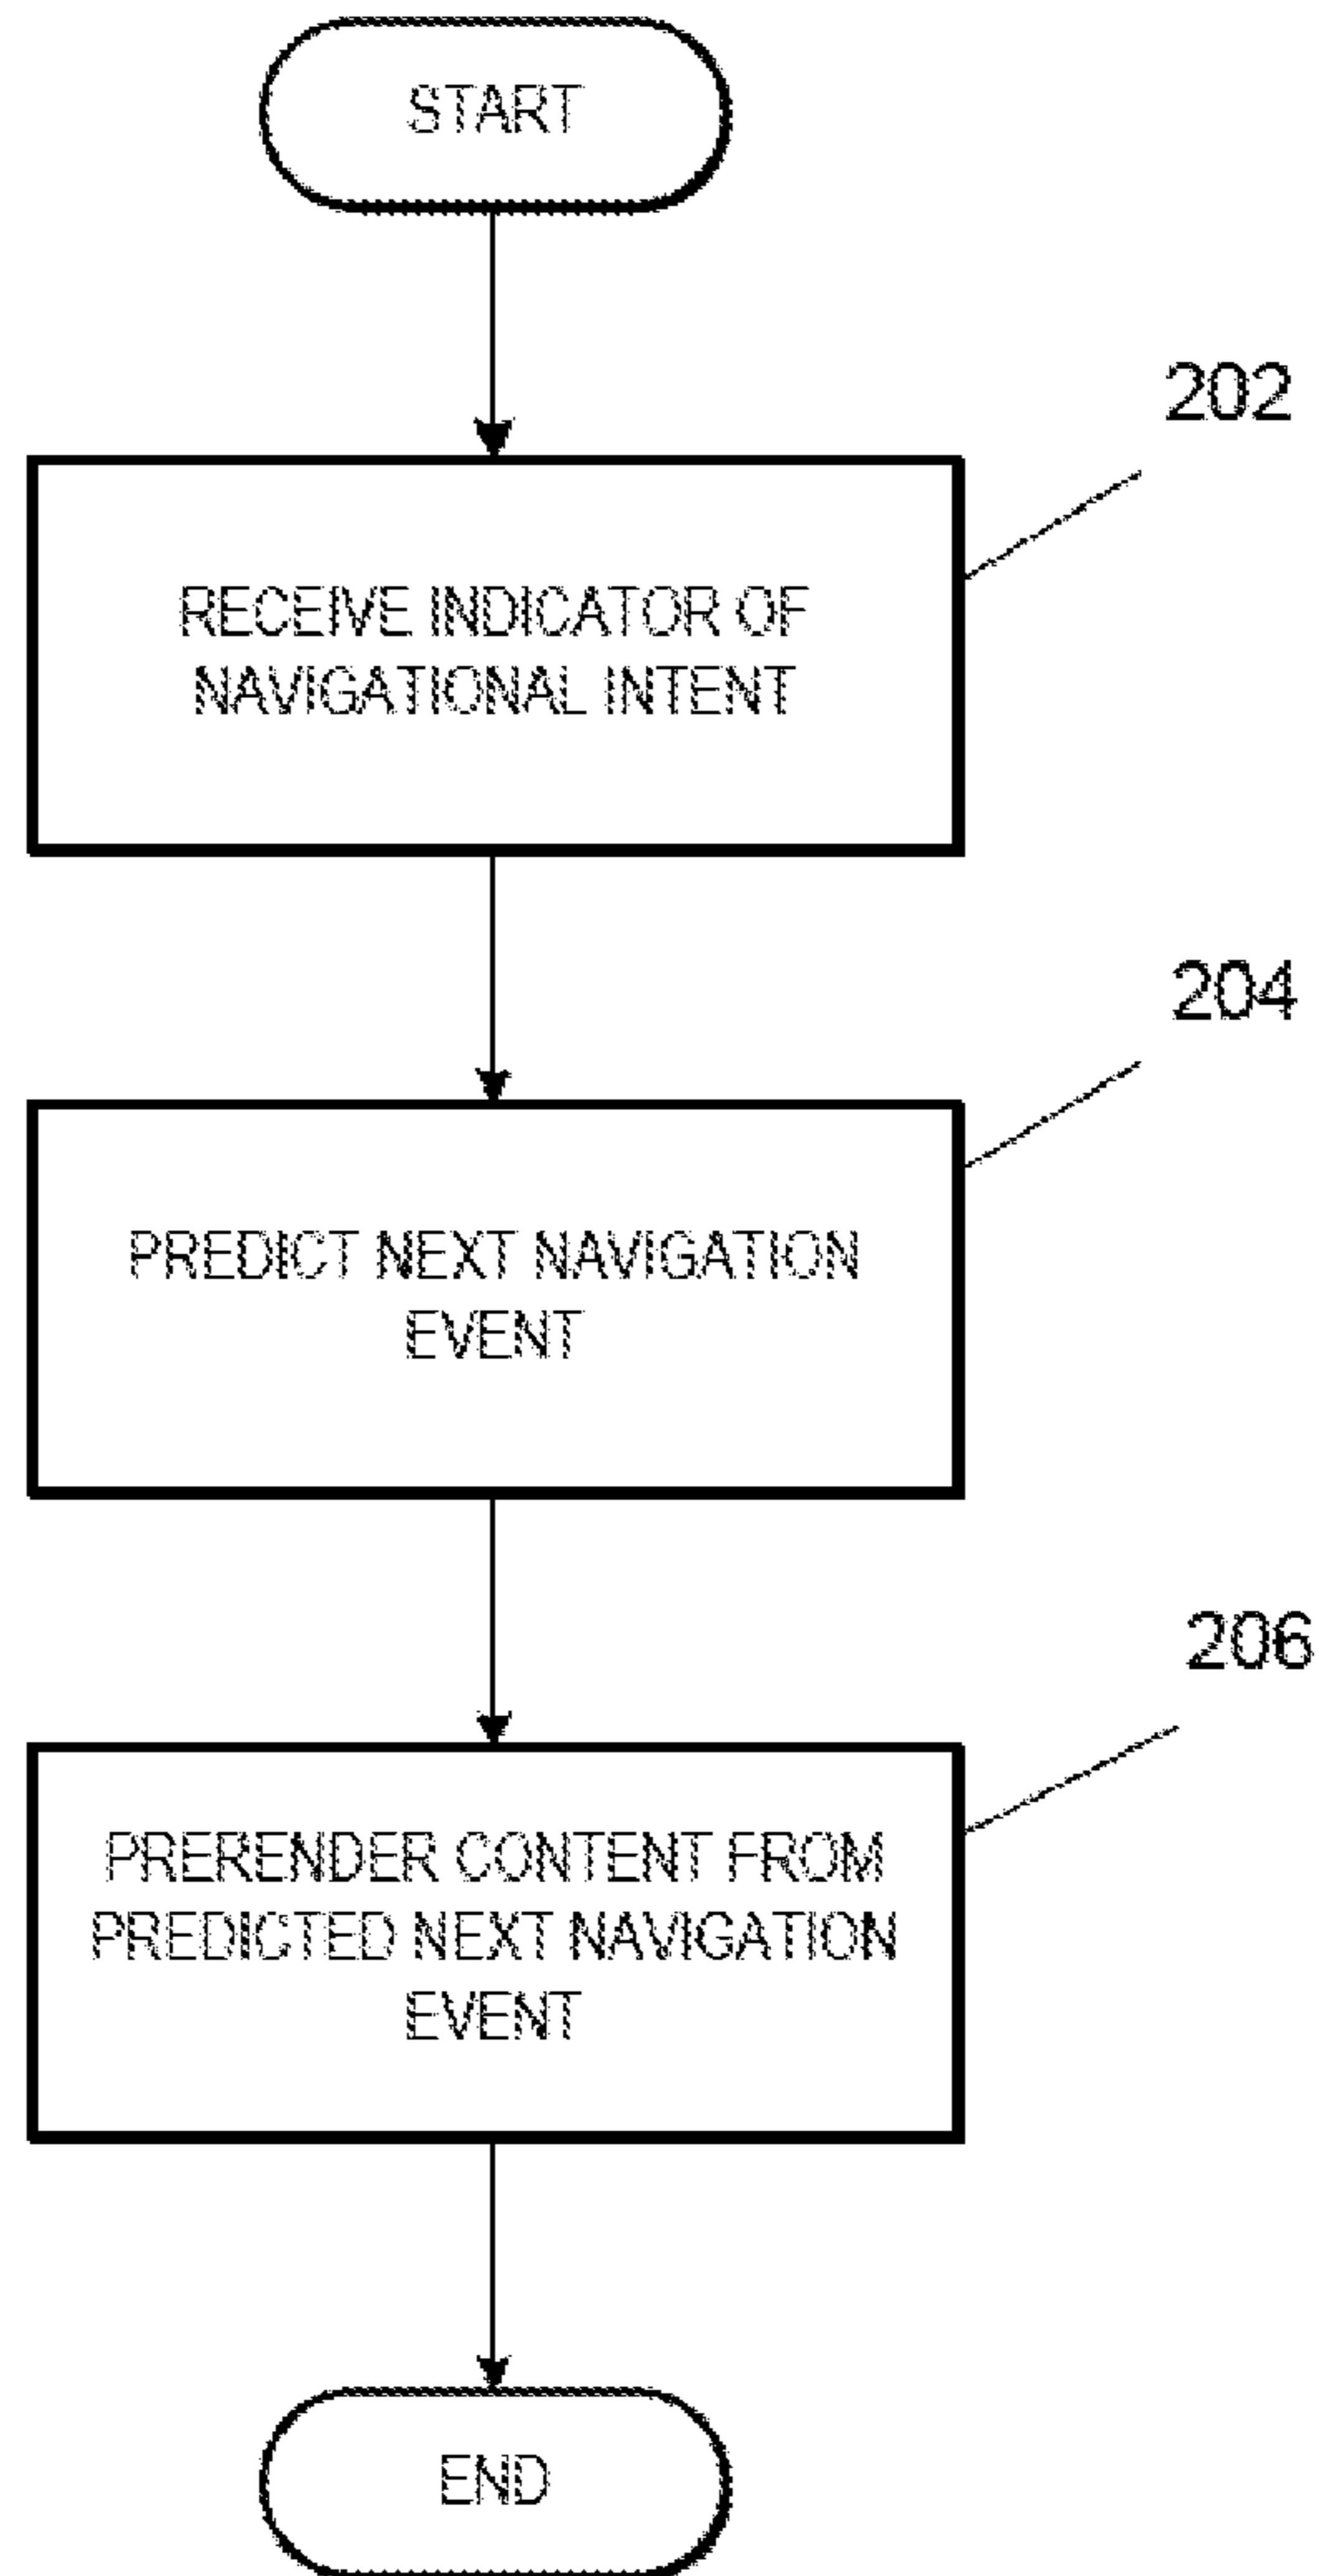 START
202
RECEIVE INDICATOR OF
NAVIGATIONAL INTENT
204
PREDICT NEXT NAVIGATION
EVENT
206
PRERENDER CONTENT FROM
PREDICTED NEXT NAVIGATION
EVENT
END